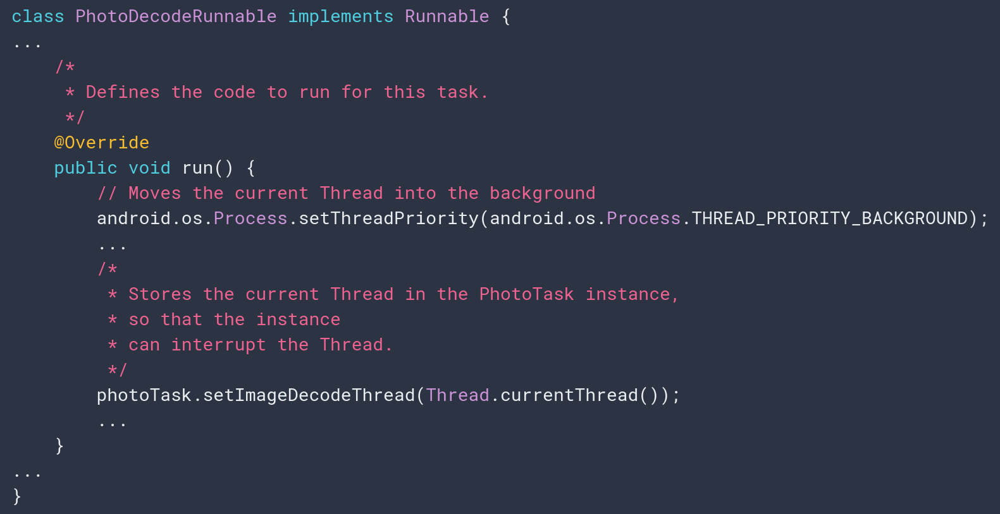 class PhotoDecodeRunnable implements Runnable {
...
    /*
     * Defines the code to run for this task.
     */
    @Override
    public void run() {
        // Moves the current Thread into the background
        android.os.Process.setThreadPriority(android.os.Process.THREAD_PRIORITY_BACKGROUND);
        ...
        /*
         * Stores the current Thread in the PhotoTask instance,
         * so that the instance
         * can interrupt the Thread.
         */
        photoTask.setImageDecodeThread(Thread.currentThread());
        ...
    }
...
}